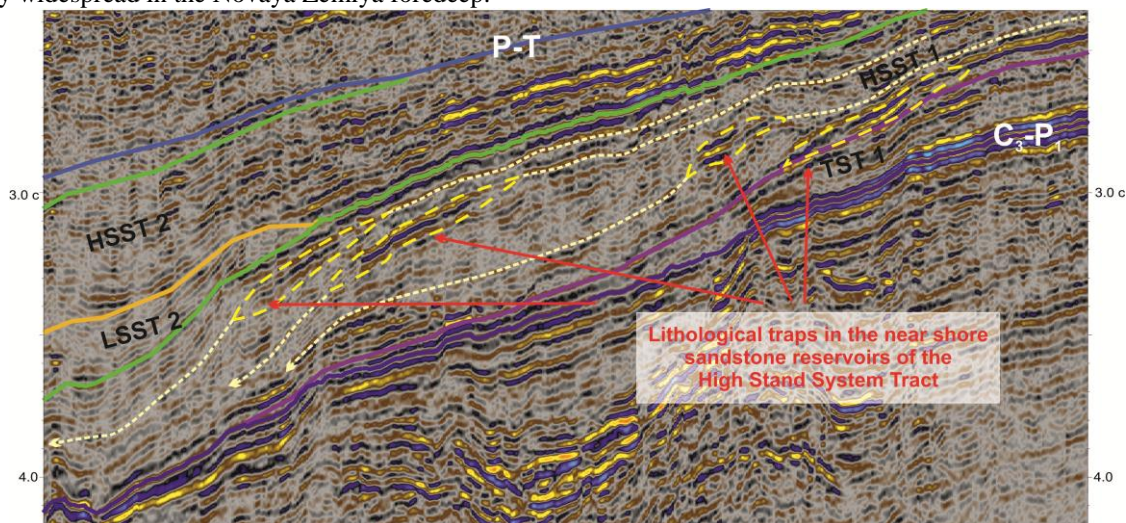 y widespread in the Novaya Zemlya foredeep.
P-T
HSST 1
C₃-P₁
TST 1
3.0 c
3.0 c
HSST 2
LSST 2
Lithological traps in the near shore
sandstone reservoirs of the
High Stand System Tract
4.0
4.0